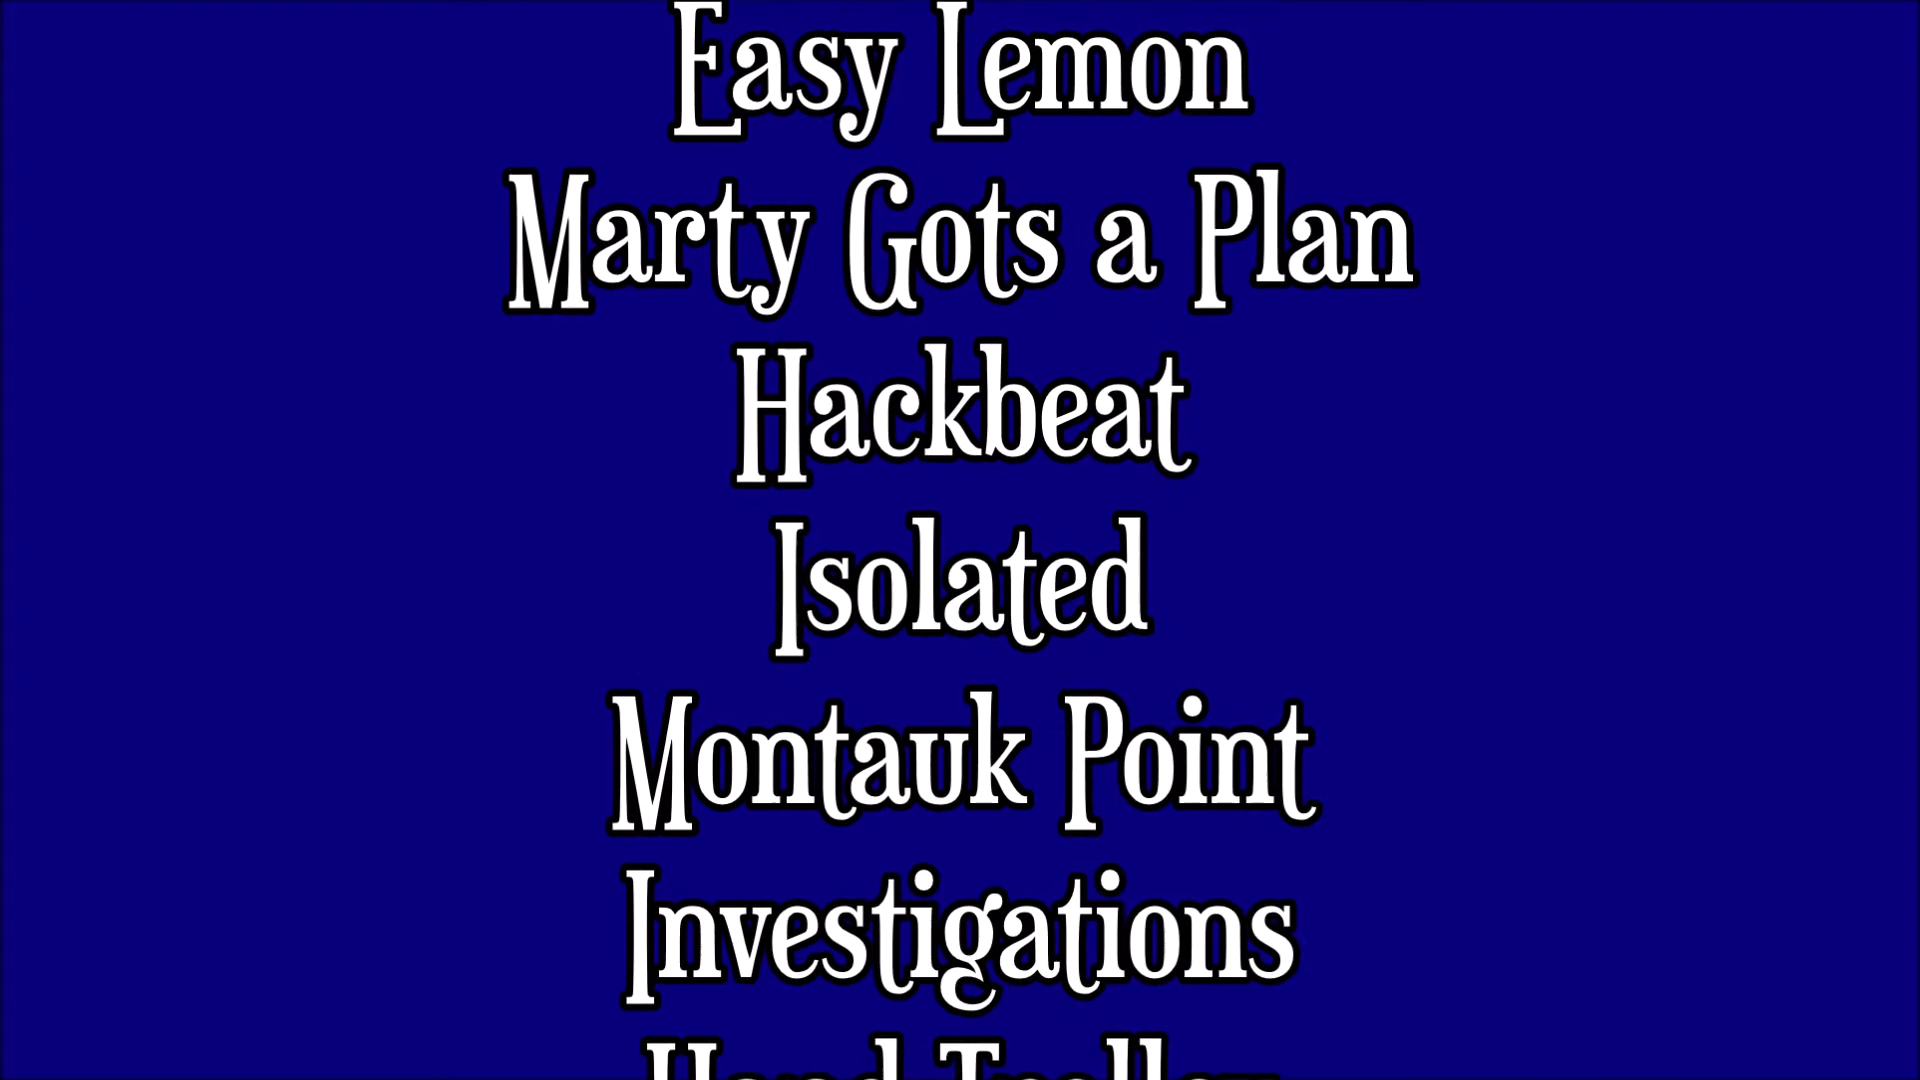 Easy Lemon
Marty Gots a Plan
Hackbeat
Isolated
Montauk Point
Investigations